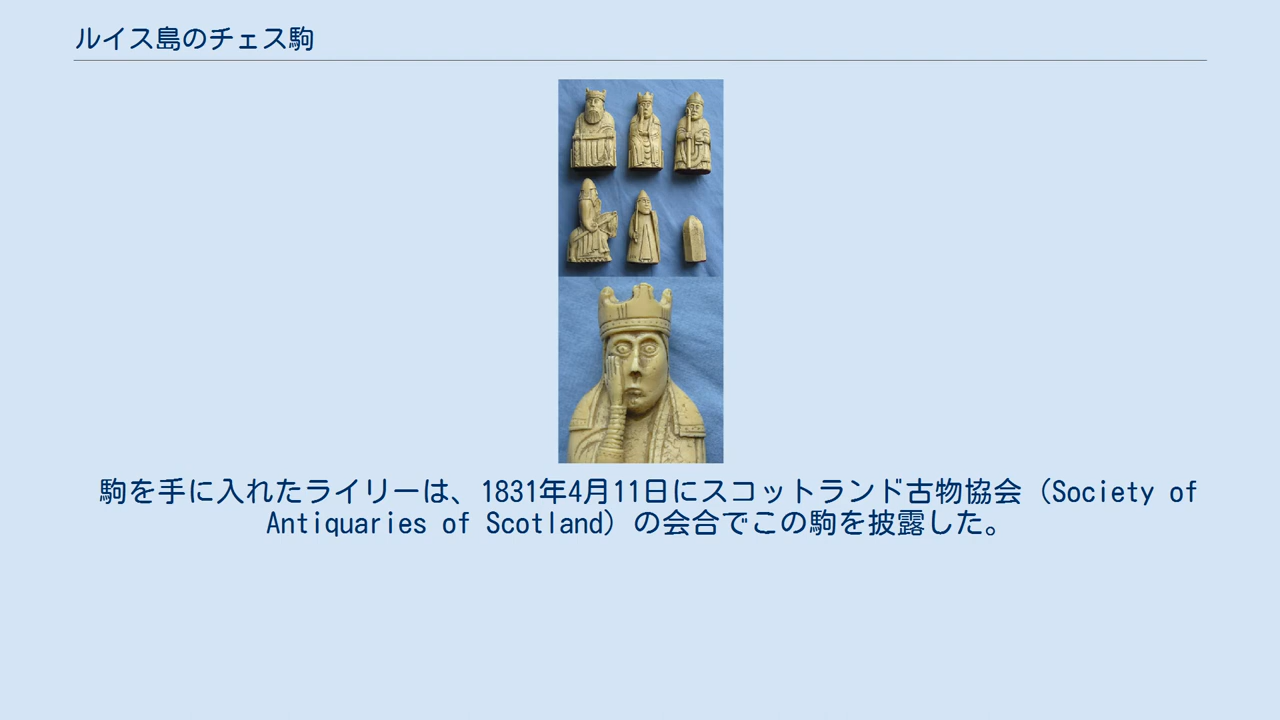 ルイス島のチェス駒
駒を手に入れたライリーは、1831年4月11日にスコットランド古物協会（Society of
Antiquaries of Scotland）の会合でこの駒を披露した。